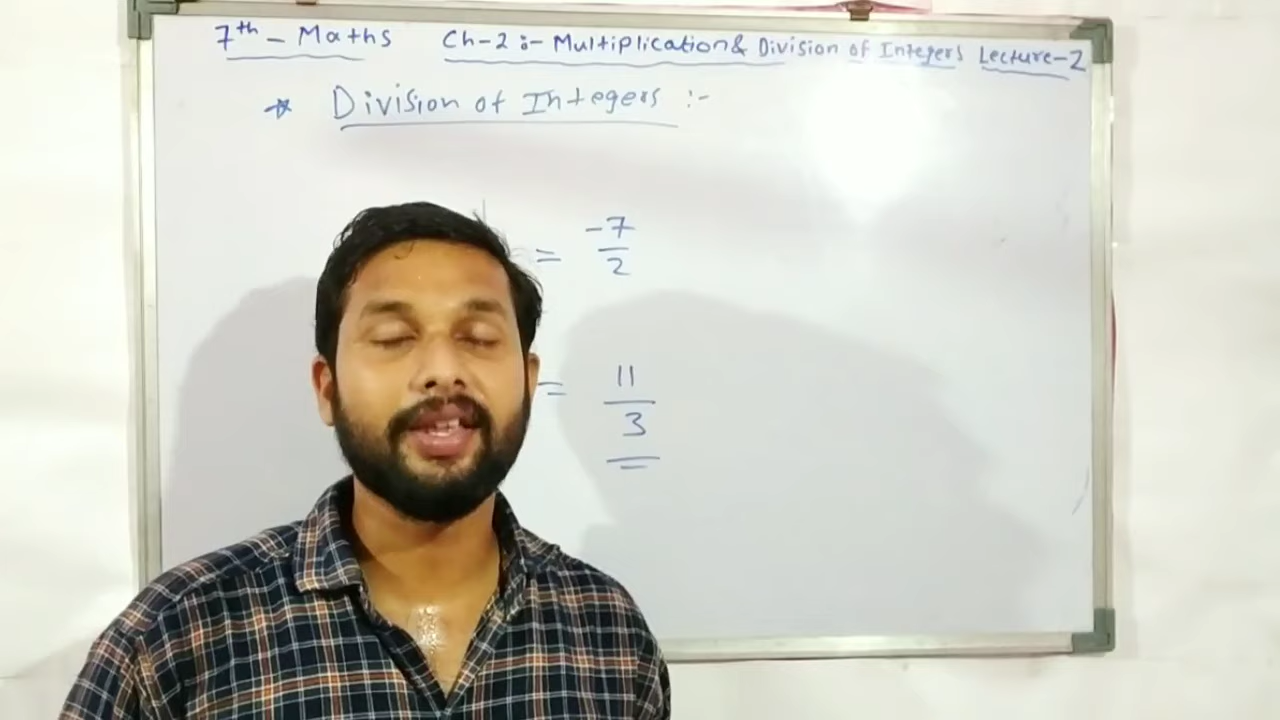 7th - Maths Ch-2 :- Multiplication & Division of Integers Lecture-2
* Division of Integers :-
= -7/2
= 11/3